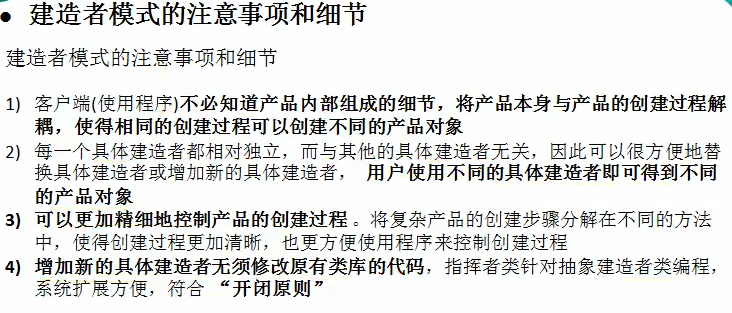 ● 建造者模式的注意事项和细节
建造者模式的注意事项和细节
1) 客户端(使用程序)不必知道产品内部组成的细节，将产品本身与产品的创建过程解
耦，使得相同的创建过程可以创建不同的产品对象
2) 每一个具体建造者都相对独立，而与其他的具体建造者无关，因此可以很方便地替
换具体建造者或增加新的具体建造者， 用户使用不同的具体建造者即可得到不同
的产品对象
3) 可以更加精细地控制产品的创建过程 。将复杂产品的创建步骤分解在不同的方法
中，使得创建过程更加清晰，也更方便使用程序来控制创建过程
4) 增加新的具体建造者无须修改原有类库的代码，指挥者类针对抽象建造者类编程，
系统扩展方便，符合 “开闭原则”